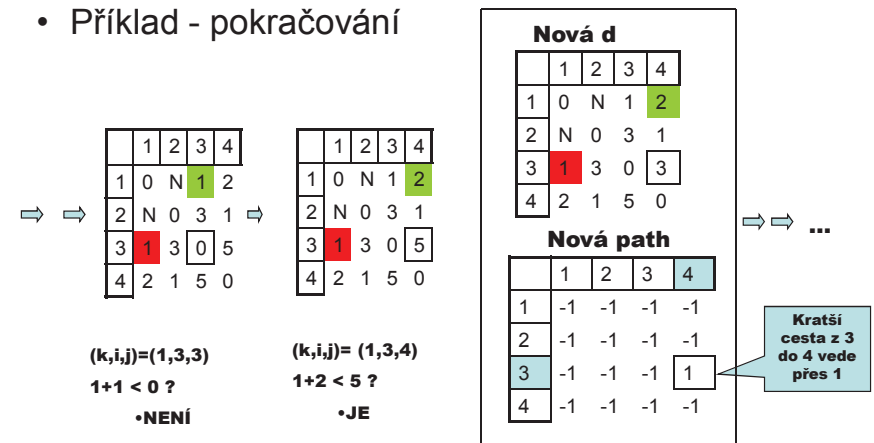 • Příklad - pokračování
1 2 3 4
1 0 N 1 2
2 N 0 3 1
3 1 3 0 5
4 2 1 5 0
(k,i,j)=(1,3,3)
1+1 < 0 ?
•NENÍ
1 2 3 4
1 0 N 1 2
2 N 0 3 1
3 1 3 0 5
4 2 1 5 0
(k,i,j)= (1,3,4)
1+2 < 5 ?
•JE
Nová d
1 2 3 4
1 0 N 1 2
2 N 0 3 1
3 1 3 0 3
4 2 1 5 0
Nová path
1 2 3 4
1 -1 -1 -1 -1
2 -1 -1 -1 -1
3 -1 -1 -1 1
4 -1 -1 -1 -1
...
Kratší
cesta z 3
do 4 vede
přes 1